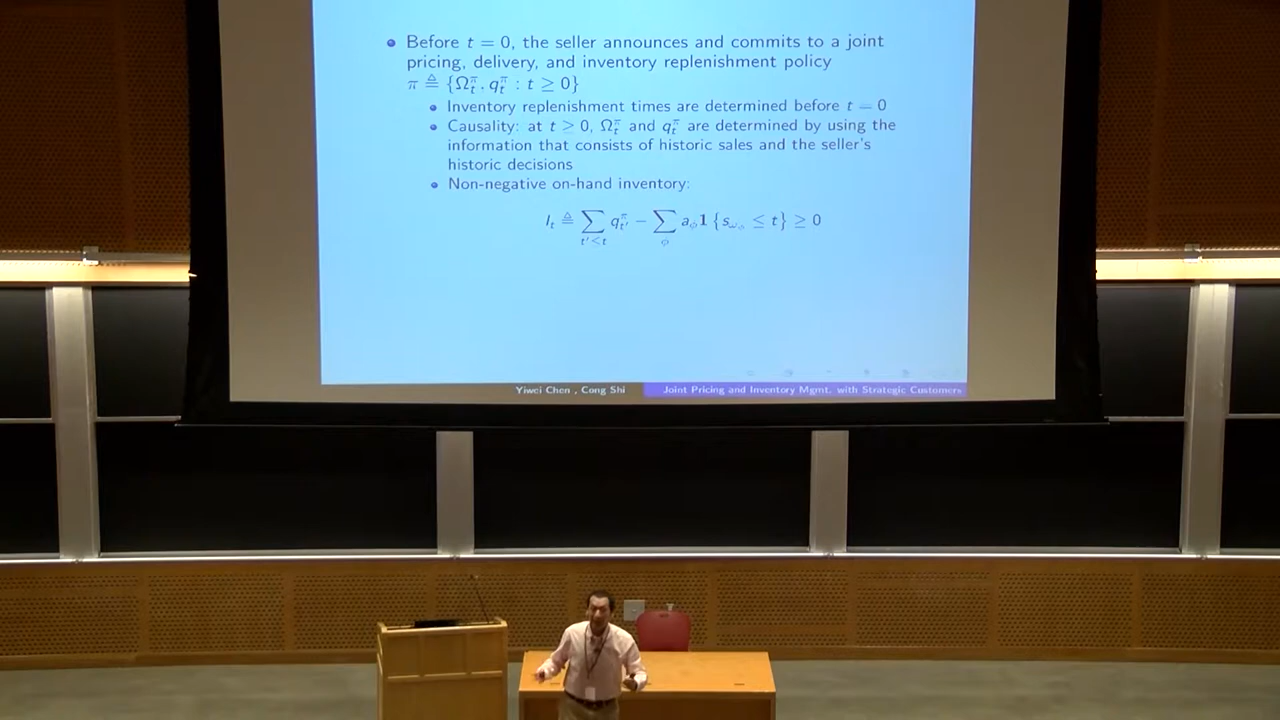 Before t = 0, the seller announces and commits to a joint
pricing, delivery, and inventory replenishment policy
π ≜ {Ω_t^π, q_t^π : t ≥ 0}
Inventory replenishment times are determined before t = 0
Causality: at t ≥ 0, Ω_t^π and q_t^π are determined by using the
information that consists of historic sales and the seller's
historic decisions
Non-negative on-hand inventory:
I_t ≜ ∑_{t'<t} q_{t'}^π − ∑_ϕ a_ϕ 1 {s_{ω_ϕ} ≤ t} ≥ 0
Yiwei Chen , Cong Shi Joint Pricing and Inventory Mgmt. with Strategic Customers